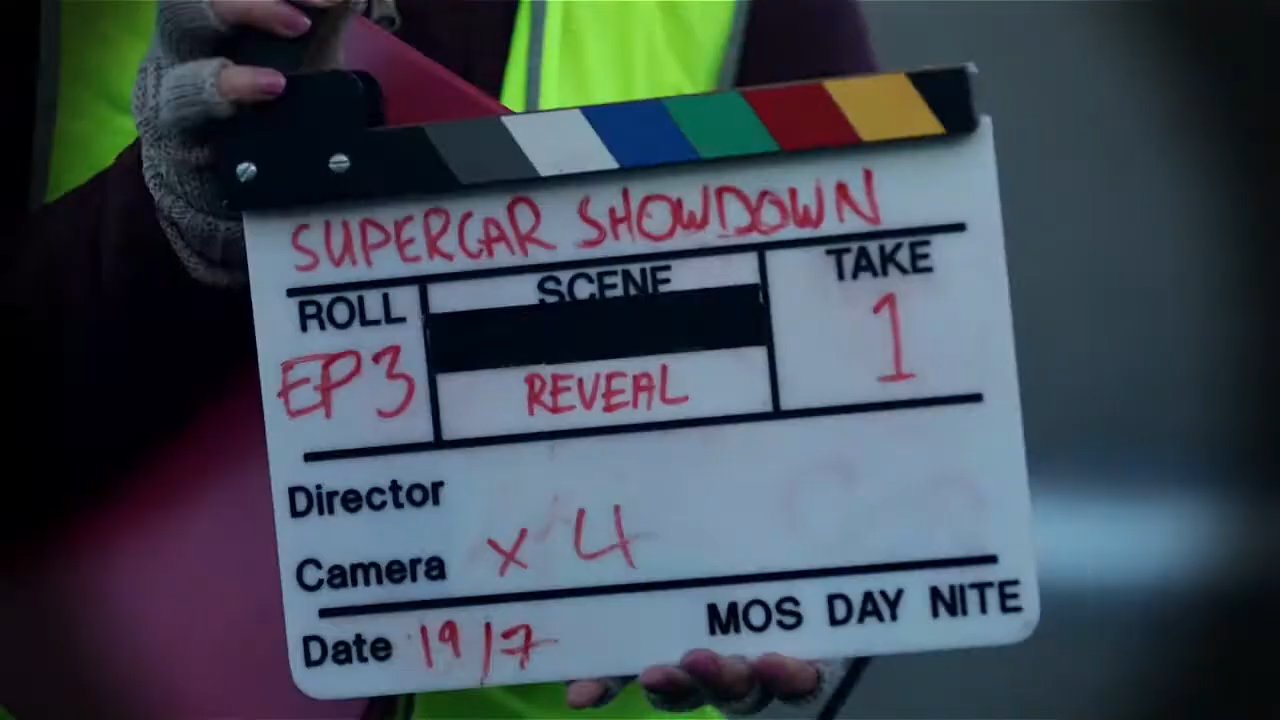 SUPERCAR SHOWDOWN
ROLL SCENE TAKE
EP3 REVEAL 1
Director
Camera x 4
Date 19/7 MOS DAY NITE